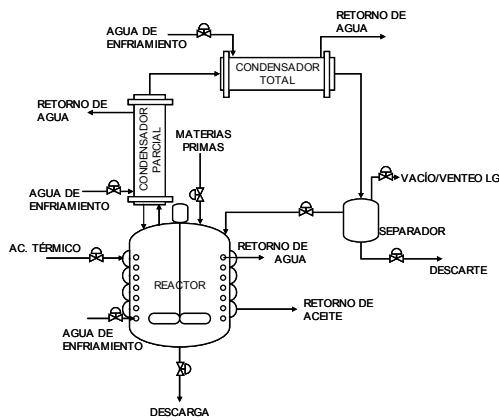 RETORNO DE
AGUA
AGUA DE
ENFRIAMIENTO
CONDENSADOR
TOTAL
RETORNO DE
AGUA
CONDENSADOR
PARCIAL
MATERIAS
PRIMAS
AGUA DE
ENFRIAMIENTO
VACÍO/VENTEO LG
SEPARADOR
AC. TÉRMICO
RETORNO DE
AGUA
DESCARTE
REACTOR
RETORNO DE
ACEITE
AGUA DE
ENFRIAMIENTO
DESCARGA